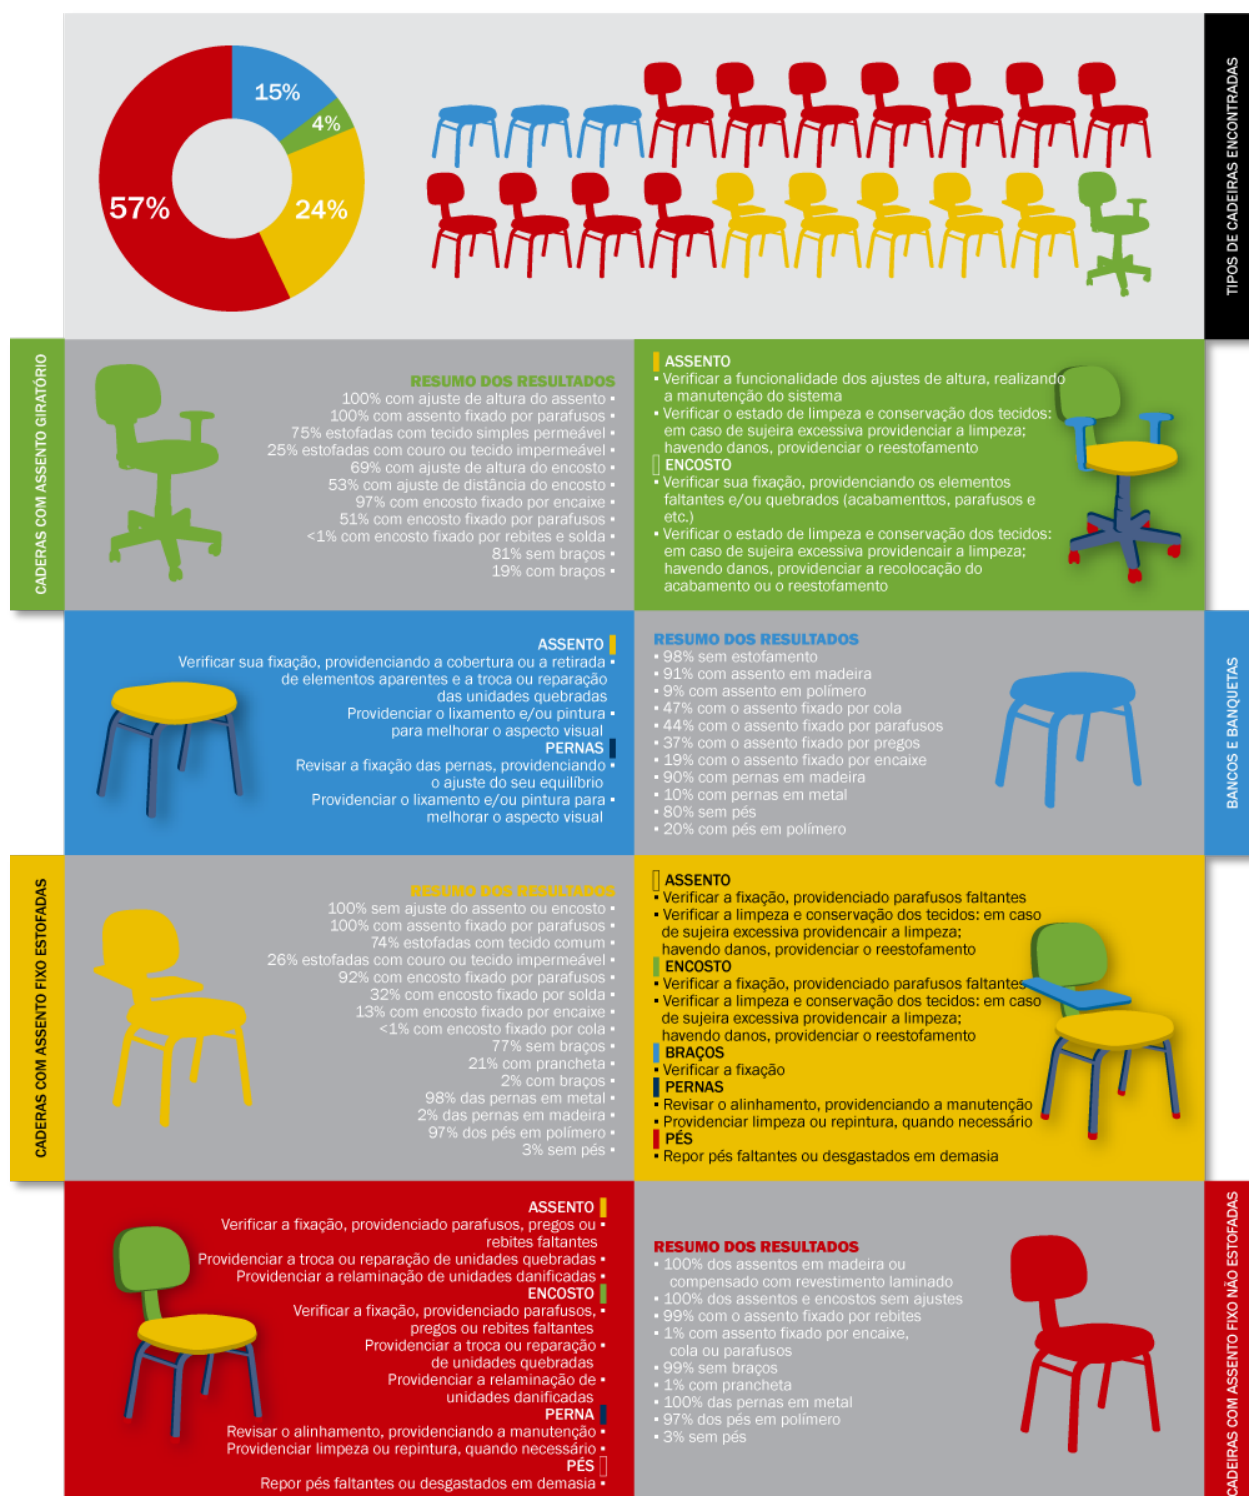 15%
4%
24%
57%
TIPOS DE CADEIRAS ENCONTRADAS
CADERAS COM ASSENTO GIRATÓRIO
RESUMO DOS RESULTADOS
100% com ajuste de altura do assento ▪
100% com assento fixado por parafusos ▪
75% estofadas com tecido simples permeável ▪
25% estofadas com couro ou tecido impermeável ▪
69% com ajuste de altura do encosto ▪
53% com ajuste de distância do encosto ▪
97% com encosto fixado por encaixe ▪
51% com encosto fixado por parafusos ▪
<1% com encosto fixado por rebites e solda ▪
81% sem braços ▪
19% com braços ▪
ASSENTO
▪ Verificar a funcionalidade dos ajustes de altura, realizando
a manutenção do sistema
▪ Verificar o estado de limpeza e conservação dos tecidos:
em caso de sujeira excessiva providenciar a limpeza;
havendo danos, providenciar o reestofamento
ENCOSTO
▪ Verificar sua fixação, providenciando os elementos
faltantes e/ou quebrados (acabamenttos, parafusos e
etc.)
▪ Verificar o estado de limpeza e conservação dos tecidos:
em caso de sujeira excessiva providencair a limpeza;
havendo danos, providenciar a recolocação do
acabamento ou o reestofamento
ASSENTO
Verificar sua fixação, providenciando a cobertura ou a retirada ▪
de elementos aparentes e a troca ou reparação
das unidades quebradas
Providenciar o lixamento e/ou pintura ▪
para melhorar o aspecto visual
PERNAS
Revisar a fixação das pernas, providenciando ▪
o ajuste do seu equilíbrio
Providenciar o lixamento e/ou pintura para ▪
melhorar o aspecto visual
RESUMO DOS RESULTADOS
▪ 98% sem estofamento
▪ 91% com assento em madeira
▪ 9% com assento em polímero
▪ 47% com o assento fixado por cola
▪ 44% com o assento fixado por parafusos
▪ 37% com o assento fixado por pregos
▪ 19% com o assento fixado por encaixe
▪ 90% com pernas em madeira
▪ 10% com pernas em metal
▪ 80% sem pés
▪ 20% com pés em polímero
BANCOS E BANQUETAS
CADERAS COM ASSENTO FIXO ESTOFADAS
RESUMO DOS RESULTADOS
100% sem ajuste do assento ou encosto ▪
100% com assento fixado por parafusos ▪
74% estofadas com tecido comum ▪
26% estofadas com couro ou tecido impermeável ▪
92% com encosto fixado por parafusos ▪
32% com encosto fixado por solda ▪
13% com encosto fixado por encaixe ▪
<1% com encosto fixado por cola ▪
77% sem braços ▪
21% com prancheta ▪
2% com braços ▪
98% das pernas em metal ▪
2% das pernas em madeira ▪
97% dos pés em polímero ▪
3% sem pés ▪
ASSENTO
▪ Verificar a fixação, providenciado parafusos faltantes
▪ Verificar a limpeza e conservação dos tecidos: em caso
de sujeira excessiva providencair a limpeza;
havendo danos, providenciar o reestofamento
ENCOSTO
▪ Verificar a fixação, providenciado parafusos faltantes
▪ Verificar a limpeza e conservação dos tecidos: em caso
de sujeira excessiva providencair a limpeza;
havendo danos, providenciar o reestofamento
BRAÇOS
▪ Verificar a fixação
PERNAS
▪ Revisar o alinhamento, providenciando a manutenção
▪ Providenciar limpeza ou repintura, quando necessário
PÉS
▪ Repor pés faltantes ou desgastados em demasia
ASSENTO
Verificar a fixação, providenciado parafusos, pregos ou ▪
rebites faltantes
Providenciar a troca ou reparação de unidades quebradas ▪
Providenciar a relaminação de unidades danificadas ▪
ENCOSTO
Verificar a fixação, providenciado parafusos, ▪
pregos ou rebites faltantes
Providenciar a troca ou reparação ▪
de unidades quebradas
Providenciar a relaminação de ▪
unidades danificadas
PERNA
Revisar o alinhamento, providenciando a manutenção ▪
Providenciar limpeza ou repintura, quando necessário ▪
PÉS
Repor pés faltantes ou desgastados em demasia ▪
RESUMO DOS RESULTADOS
▪ 100% dos assentos em madeira ou
compensado com revestimento laminado
▪ 100% dos assentos e encostos sem ajustes
▪ 99% com o assento fixado por rebites
▪ 1% com assento fixado por encaixe,
cola ou parafusos
▪ 99% sem braços
▪ 1% com prancheta
▪ 100% das pernas em metal
▪ 97% dos pés em polímero
▪ 3% sem pés
CADEIRAS COM ASSENTO FIXO NÃO ESTOFADAS